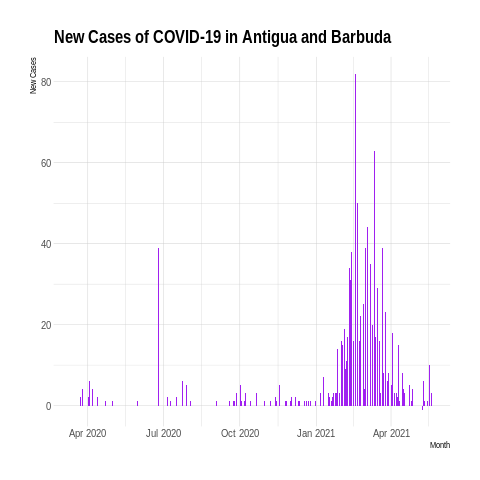 New Cases of COVID-19 in Antigua and Barbuda
New Cases
80
60
40
20
0
Apr 2020 Jul 2020 Oct 2020 Jan 2021 Apr 2021
Month